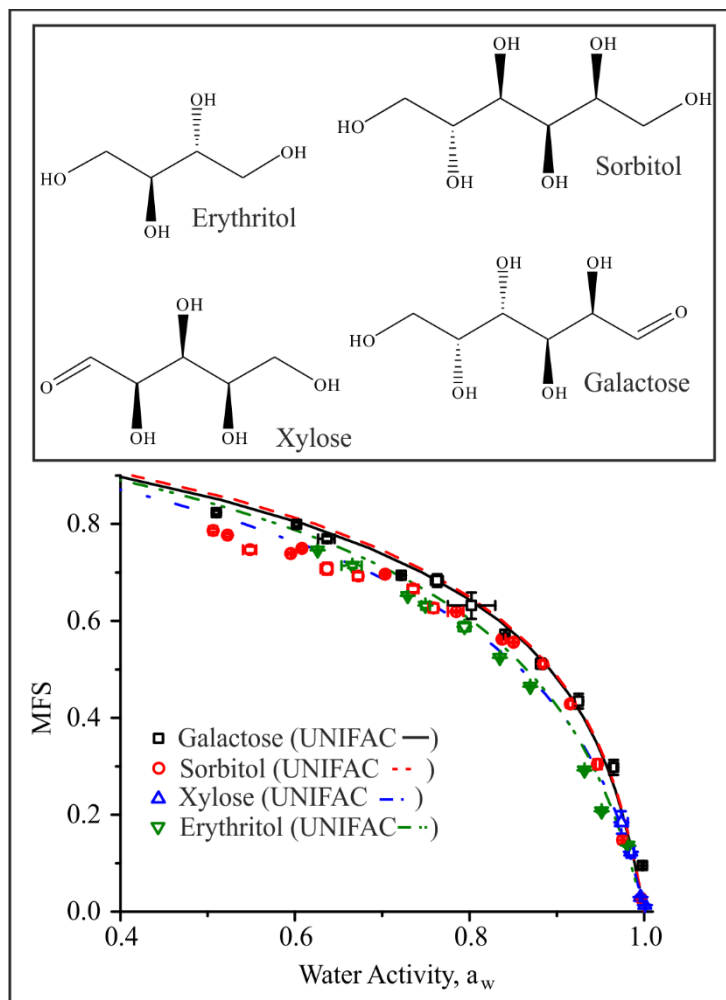 OH
OH
OH
OH
HO
HO
OH
OH
OH
Sorbitol
Erythritol
OH
OH
OH
OH
O
HO
O
OH
OH
OH
Galactose
OH
OH
Xylose
0.8
0.6
MFS
0.4
Galactose (UNIFAC — )
Sorbitol (UNIFAC - - )
0.2
Xylose (UNIFAC — - )
Erythritol (UNIFAC — - - )
0.0
0.4
0.6
0.8
1.0
Water Activity, aw